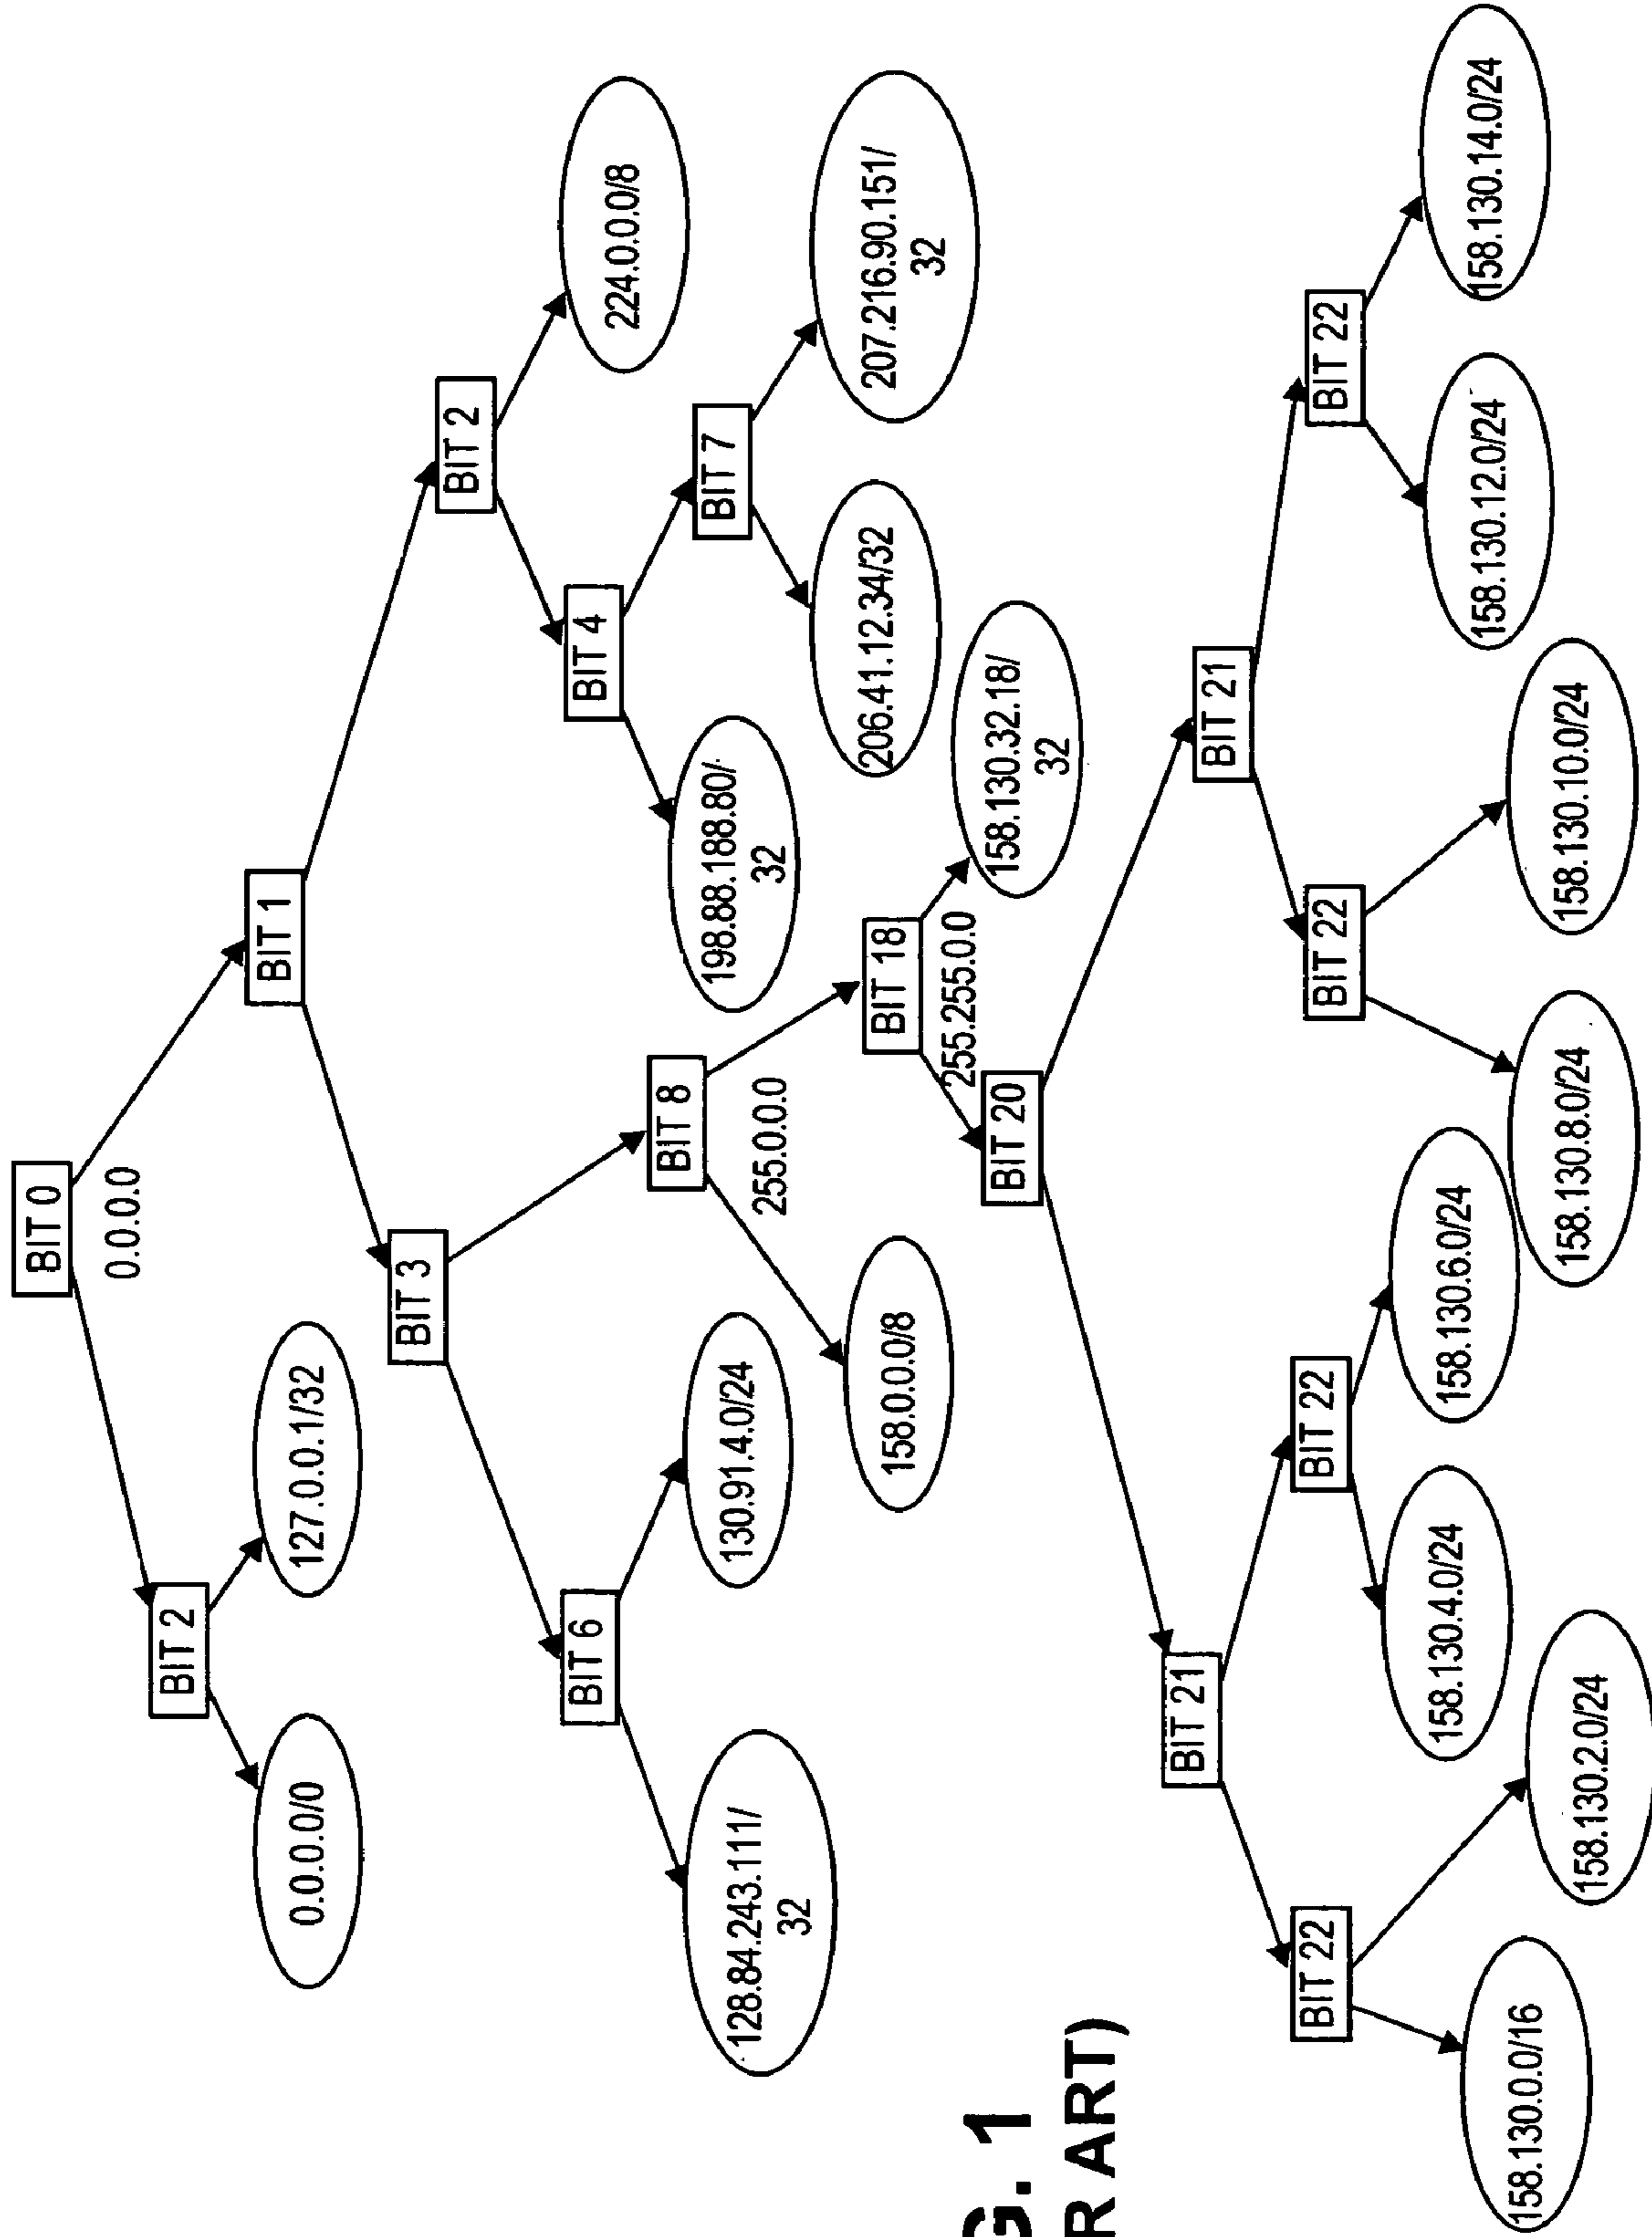 BIT 0
0.0.0.0
BIT 2
BIT 1
0.0.0.0/0
127.0.0.1/32
BIT 3
BIT 2
BIT 6
BIT 8
BIT 4
224.0.0.0/8
128.84.243.111/
32
130.91.4.0/24
255.0.0.0
198.88.188.80/
32
BIT 7
158.0.0.0/8
BIT 18
206.41.12.34/32
207.216.90.151/
32
255.255.0.0
158.130.32.18/
32
G. 1
R ART)
BIT 20
BIT 21
BIT 21
BIT 22
BIT 22
BIT 22
BIT 22
158.130.0.0/16
158.130.2.0/24
158.130.4.0/24
158.130.6.0/24
158.130.8.0/24
158.130.10.0/24
158.130.12.0/24
158.130.14.0/24